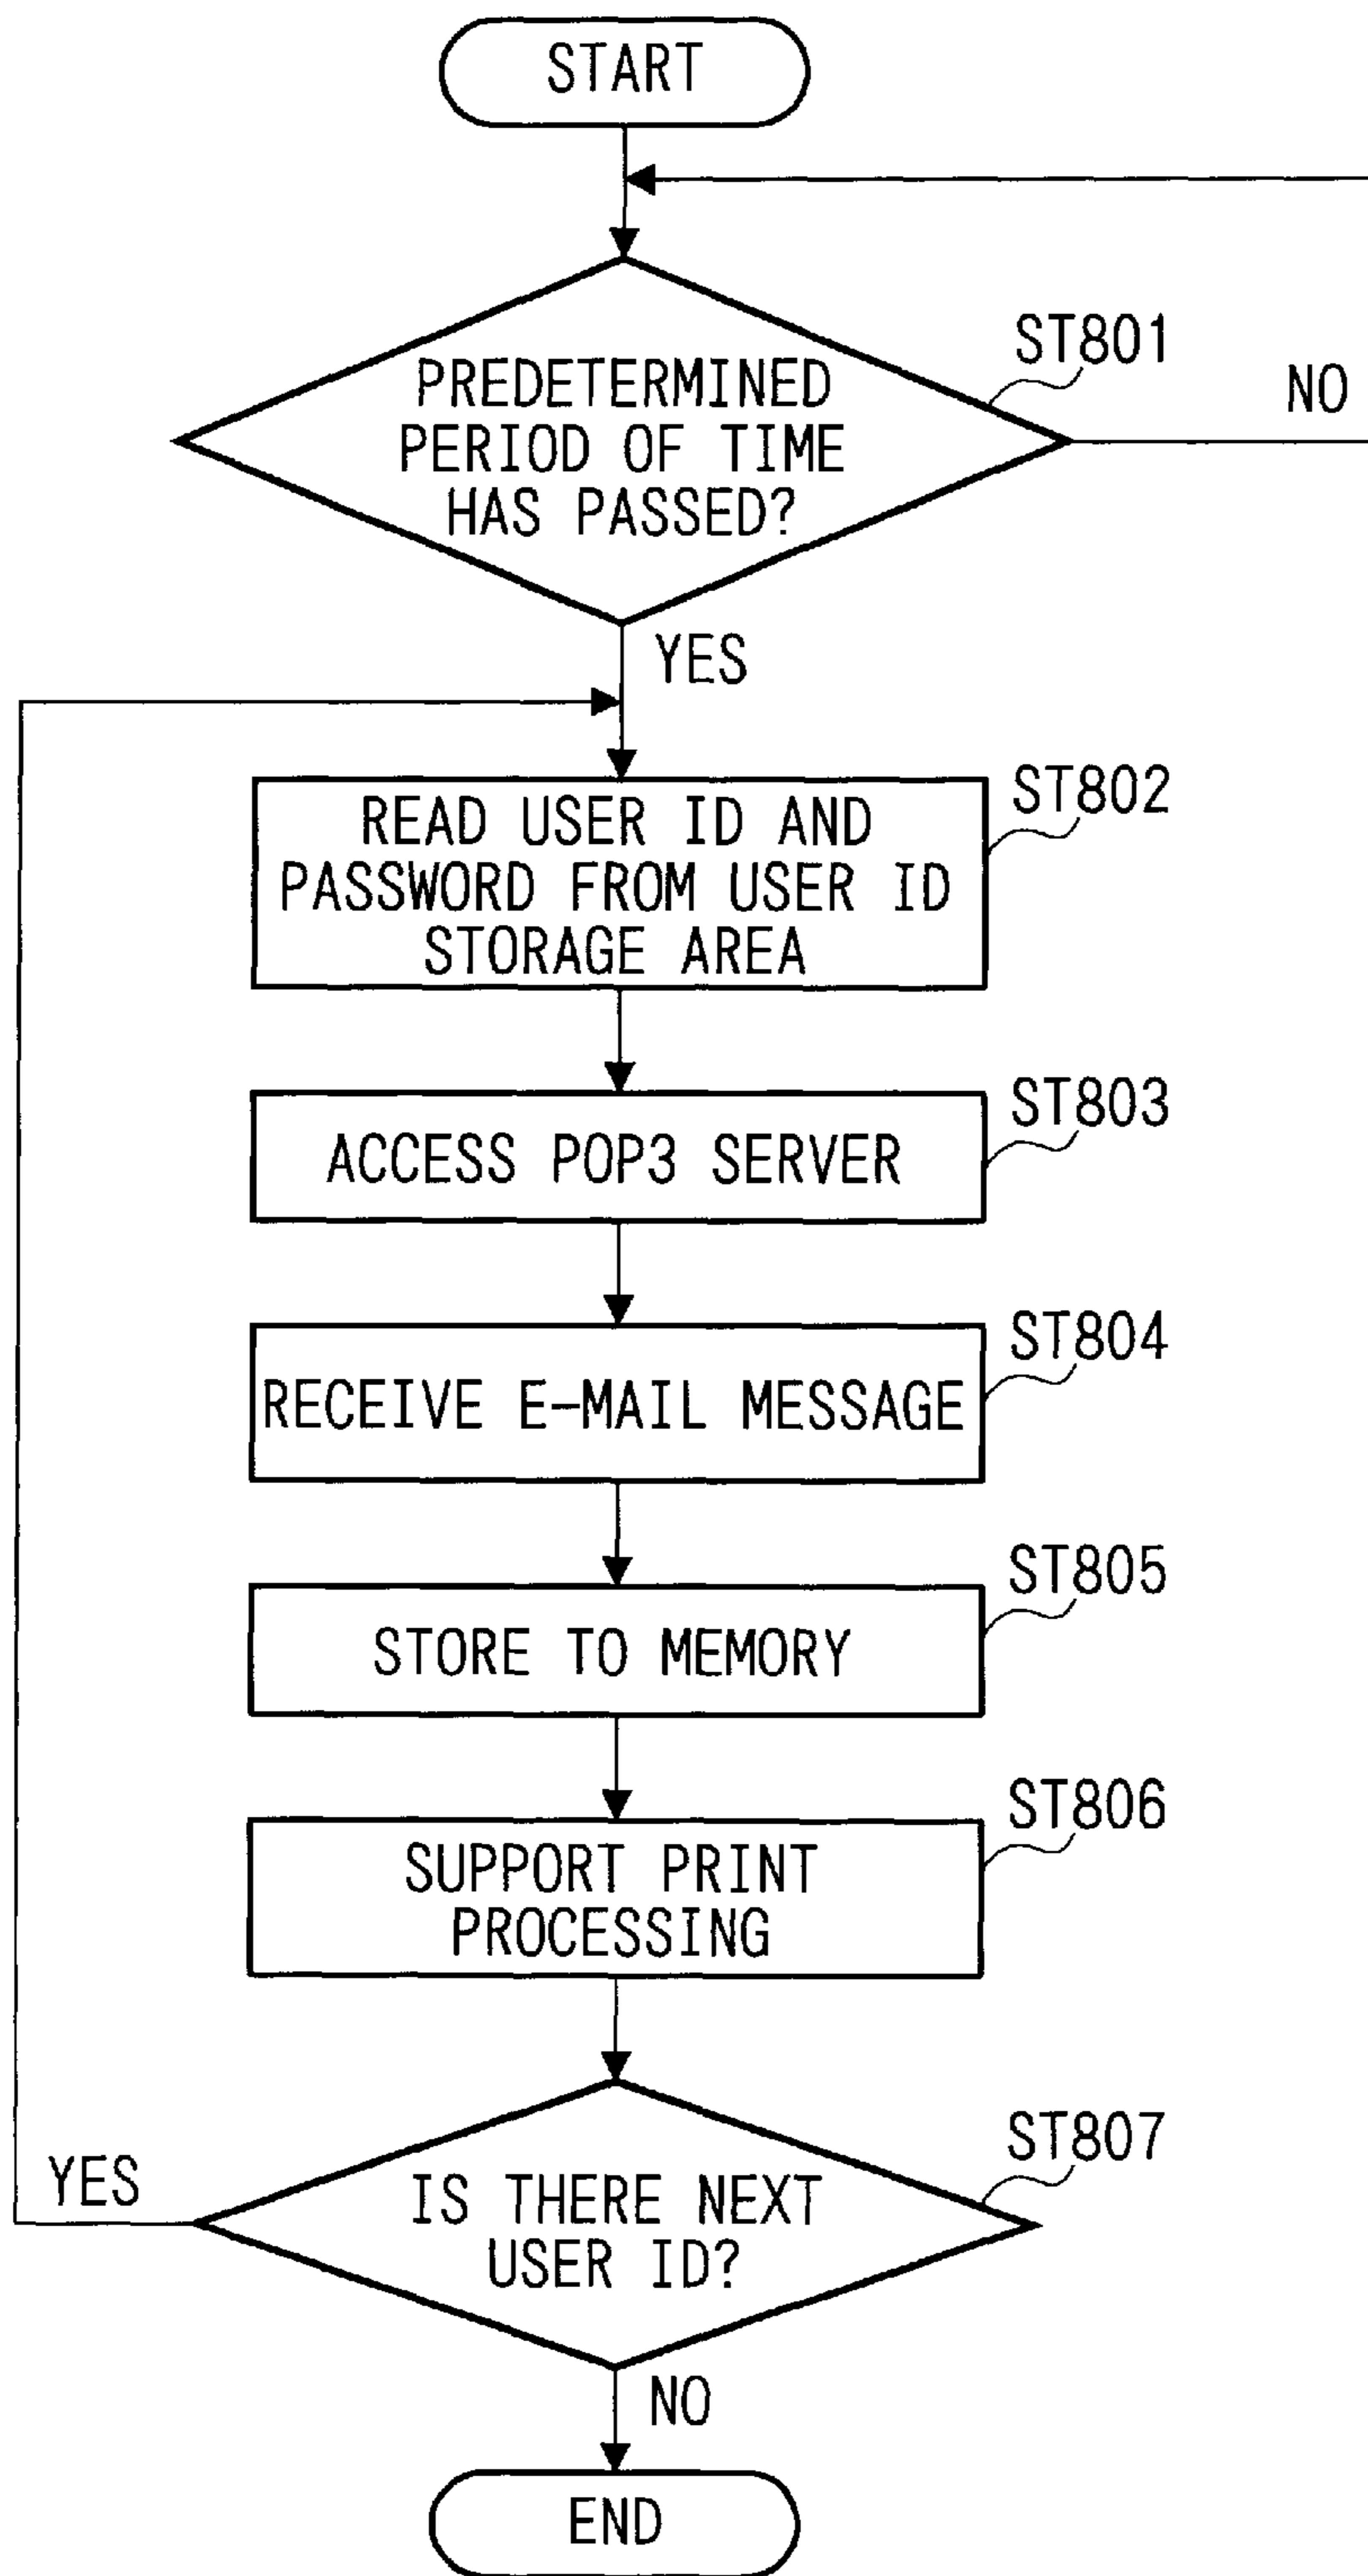 START
PREDETERMINED
PERIOD OF TIME
HAS PASSED?
ST801
NO
YES
READ USER ID AND
PASSWORD FROM USER ID
STORAGE AREA
ST802
ACCESS POP3 SERVER
ST803
RECEIVE E-MAIL MESSAGE
ST804
STORE TO MEMORY
ST805
SUPPORT PRINT
PROCESSING
ST806
IS THERE NEXT
USER ID?
ST807
YES
NO
END